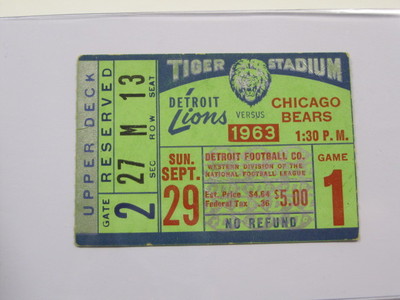 UPPER DECK
RESERVED
GATE 2 SEC 27 ROW M SEAT 13
TIGER STADIUM
DETROIT Lions
VERSUS
CHICAGO BEARS
1963
1:30 P.M.
SUN. SEPT. 29
DETROIT FOOTBALL CO.
WESTERN DIVISION OF THE
NATIONAL FOOTBALL LEAGUE
Est. Price $4.64
Federal Tax .36
$5.00
NO REFUND
GAME 1